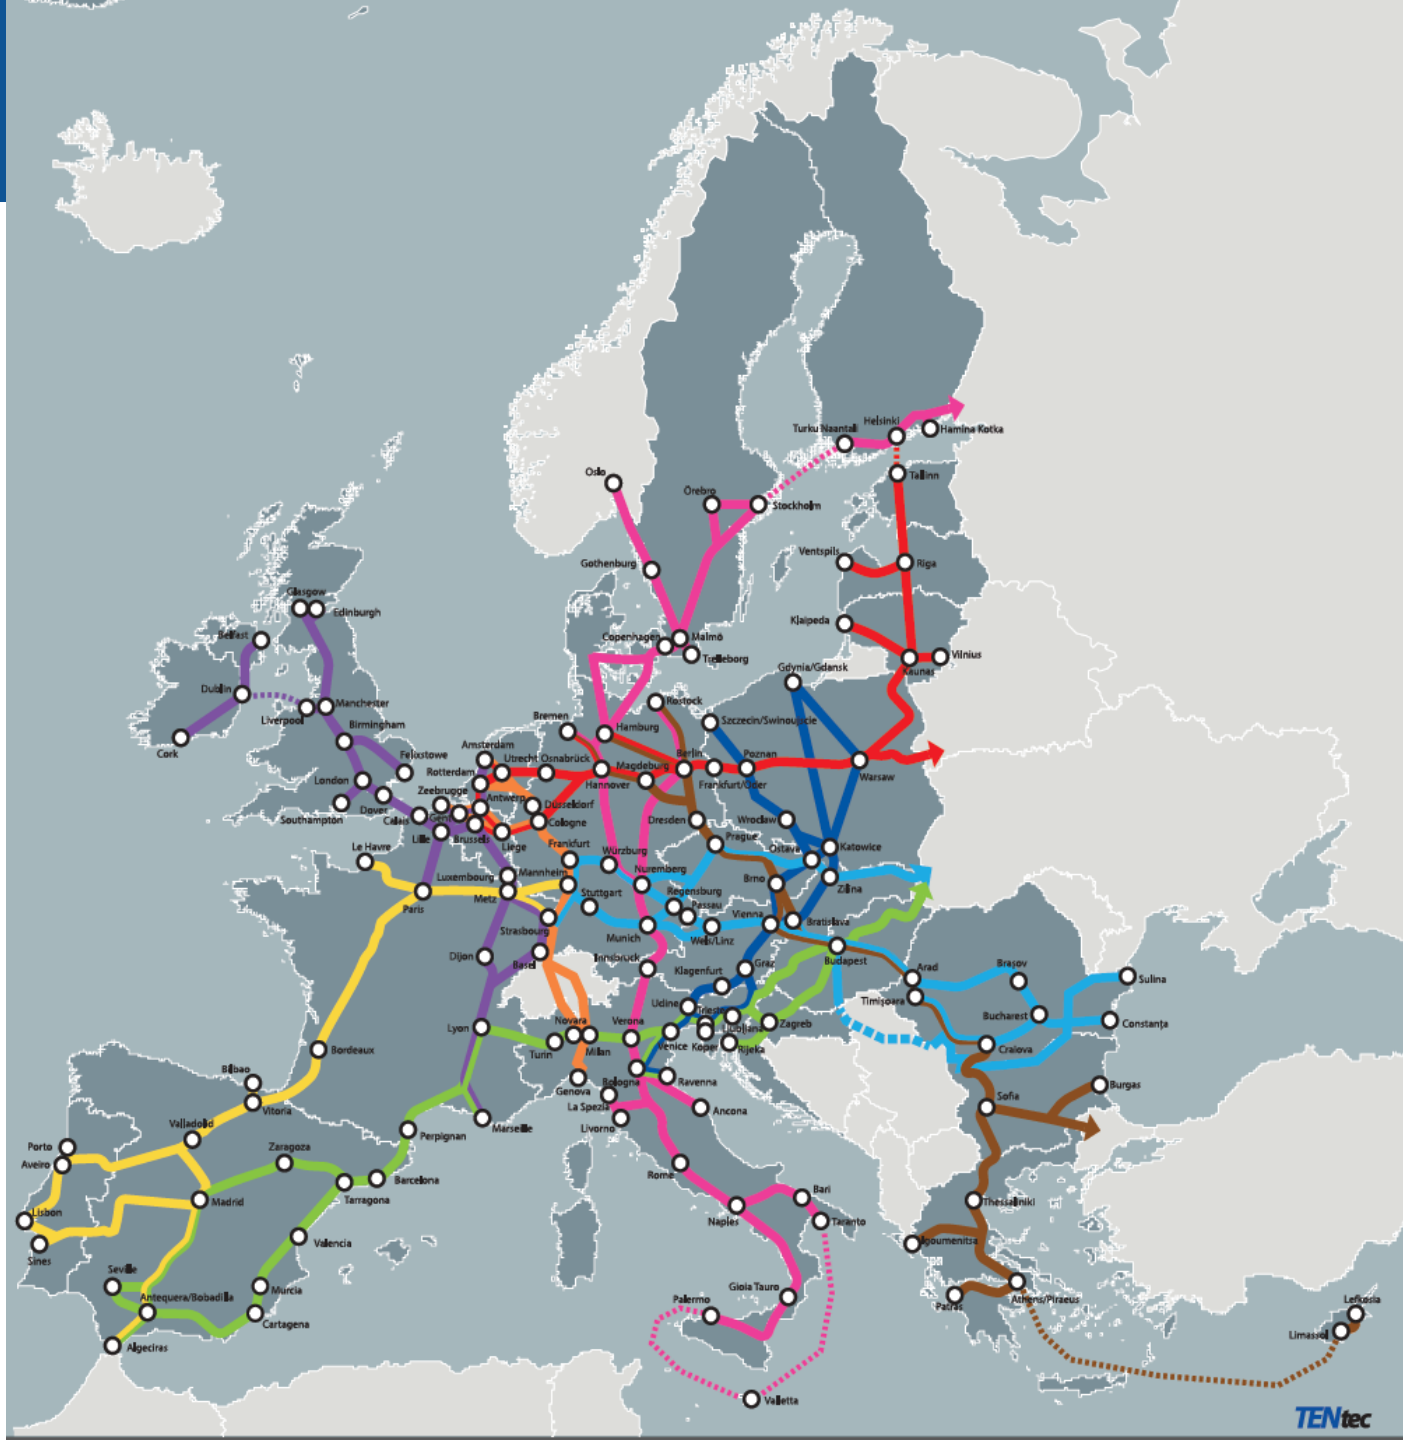 Turku Naantali
Helsinki
Hamina Kotka
Oslo
Tallinn
Örebro
Stockholm
Ventspils
Riga
Gothenburg
Glasgow
Edinburgh
Klaipeda
Belfast
Copenhagen
Malmö
Trelleborg
Vilnius
Kaunas
Gdynia/Gdansk
Dublin
Liverpool
Manchester
Rostock
Cork
Birmingham
Bremen
Hamburg
Szczecin/Swinoujscie
Felixstowe
Amsterdam
Utrecht
Osnabrück
Berlin
Poznan
London
Rotterdam
Hannover
Magdeburg
Frankfurt/Oder
Warsaw
Southampton
Dover
Zeebrugge
Antwerp
Düsseldorf
Calais
Gent
Cologne
Dresden
Wroclaw
Lille
Brussels
Liege
Prague
Le Havre
Frankfurt
Würzburg
Ostava
Katowice
Luxembourg
Mannheim
Nuremberg
Brno
Zilina
Paris
Metz
Stuttgart
Regensburg
Passau
Strasbourg
Munich
Wels/Linz
Vienna
Bratislava
Dijon
Basel
Innsbruck
Klagenfurt
Graz
Budapest
Arad
Braşov
Sulina
Timişoara
Udine
Trieste
Bucharest
Constanţa
Lyon
Novara
Verona
Ljubljana
Zagreb
Turin
Milan
Venice
Koper
Rijeka
Craiova
Bordeaux
Bilbao
Genova
Bologna
Ravenna
Burgas
Vitoria
La Spezia
Ancona
Sofia
Valladolid
Marseille
Livorno
Porto
Zaragoza
Perpignan
Aveiro
Rome
Barcelona
Tarragona
Bari
Madrid
Thessaliniki
Lisbon
Naples
Taranto
Sines
Valencia
Igoumenitsa
Seville
Murcia
Gioia Tauro
Antequera/Bobadilla
Palermo
Patras
Athens/Piraeus
Lefkosia
Cartagena
Limassol
Algeciras
Valletta
TENtec